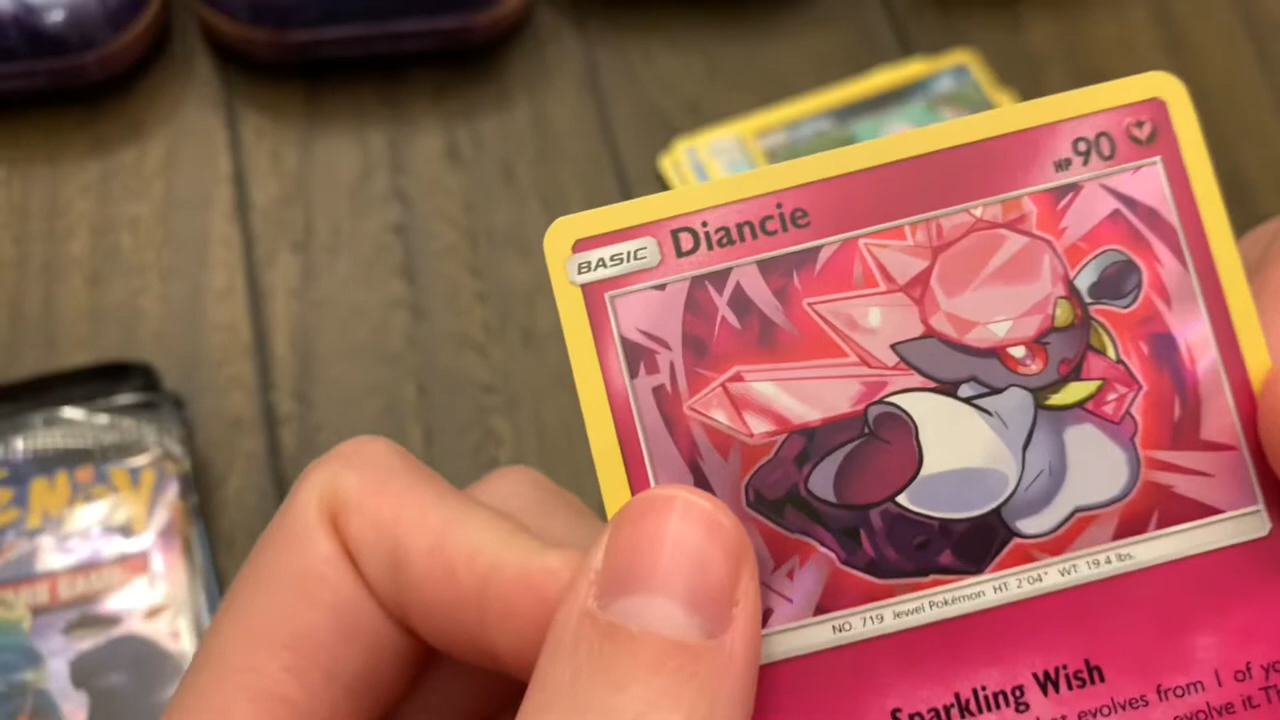 BASIC Diancie HP 90
NO. 719 Jewel Pokémon HT: 2'04" WT: 19.4 lbs.
Sparkling Wish
evolves from 1 of
evolve it.